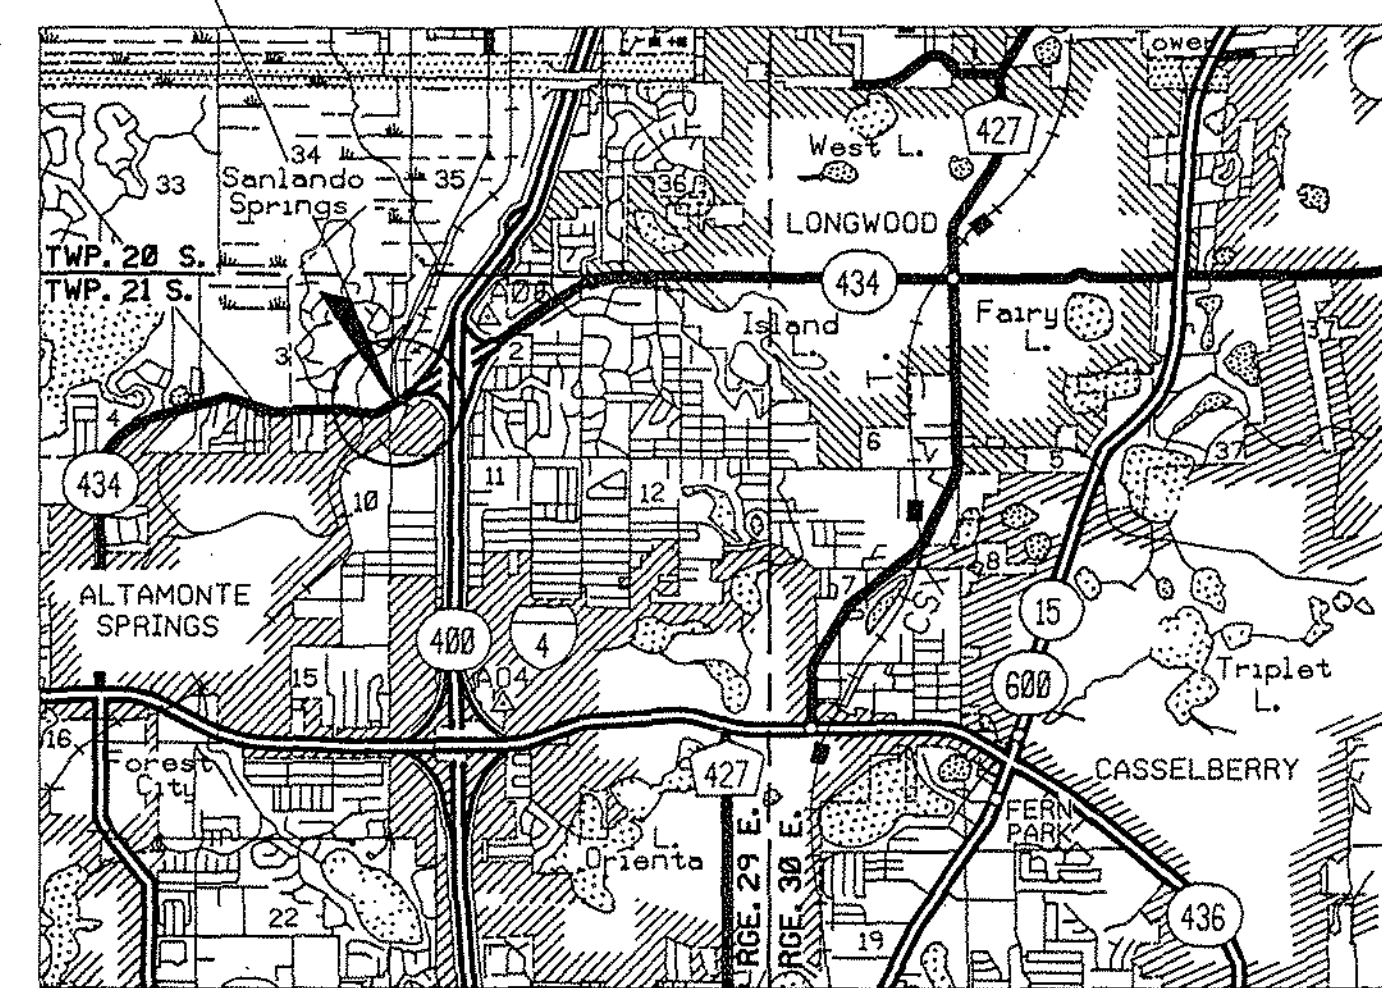 Tower
427
West L.
34
33
Sanlando
Springs
35
36
LONGWOOD
TWP. 20 S.
TWP. 21 S.
434
Island
L.
Fairy
L.
37
3
2
4
6
5
37
434
11
12
10
8
7
CSX
ALTAMONTE
SPRINGS
400
4
15
600
Triplet
L.
15
A04
16
Forest
City
427
CASSELBERRY
FERN
PARK
L.
Orienta
RGE. 29 E.
RGE. 30 E.
22
19
436